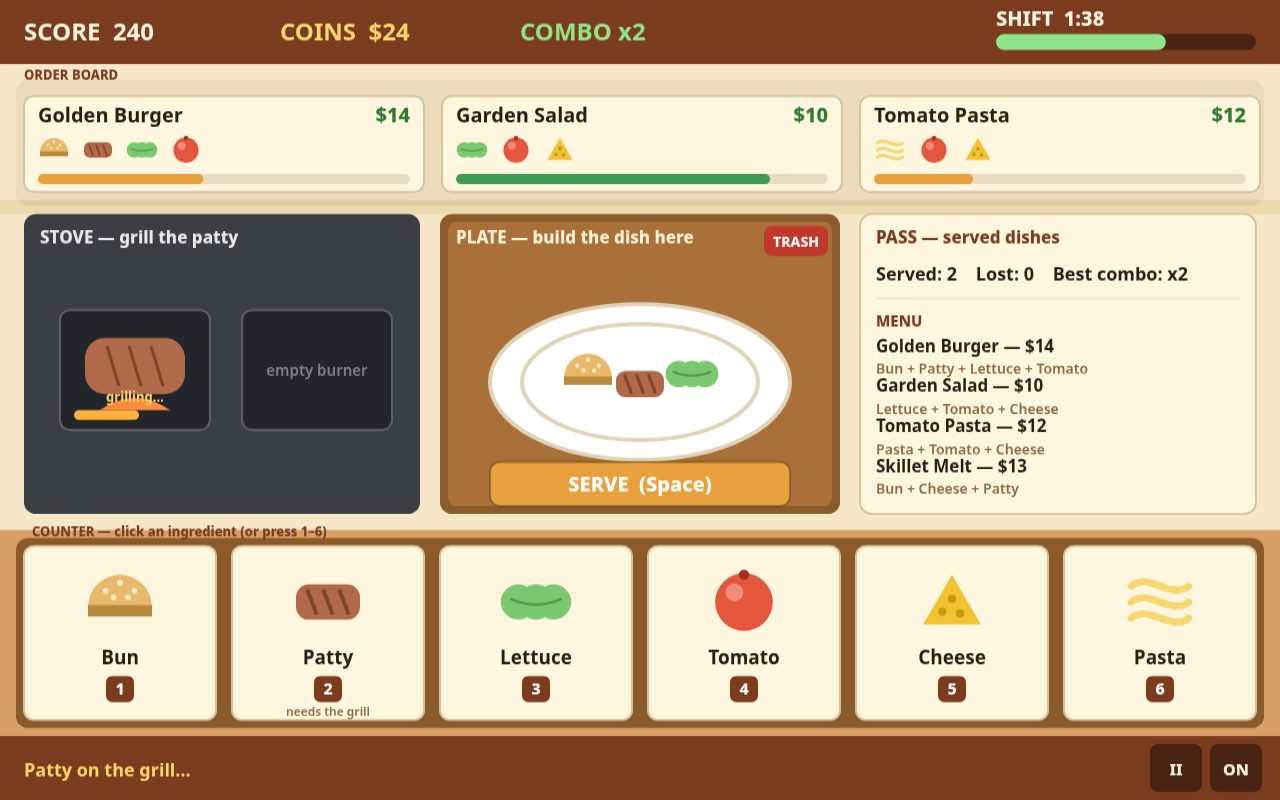 SCORE 240
COINS $24
COMBO x2
SHIFT 1:38
ORDER BOARD
Golden Burger $14
Garden Salad $10
Tomato Pasta $12
STOVE — grill the patty
grilling...
empty burner
PLATE — build the dish here
TRASH
SERVE (Space)
PASS — served dishes
Served: 2 Lost: 0 Best combo: x2
MENU
Golden Burger — $14
Bun + Patty + Lettuce + Tomato
Garden Salad — $10
Lettuce + Tomato + Cheese
Tomato Pasta — $12
Pasta + Tomato + Cheese
Skillet Melt — $13
Bun + Cheese + Patty
COUNTER — click an ingredient (or press 1–6)
Bun
1
Patty
2
needs the grill
Lettuce
3
Tomato
4
Cheese
5
Pasta
6
Patty on the grill...
II
ON